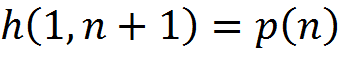 h(1, n + 1) = p(n)